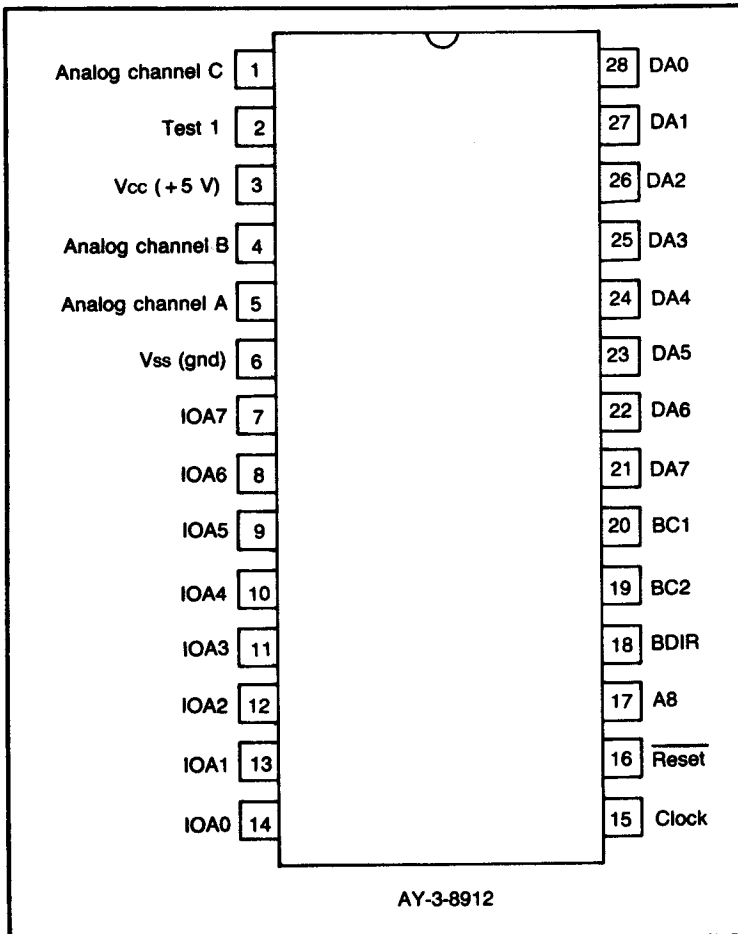 Analog channel C 1
Test 1 2
Vcc (+5 V) 3
Analog channel B 4
Analog channel A 5
Vss (gnd) 6
IOA7 7
IOA6 8
IOA5 9
IOA4 10
IOA3 11
IOA2 12
IOA1 13
IOA0 14
28 DA0
27 DA1
26 DA2
25 DA3
24 DA4
23 DA5
22 DA6
21 DA7
20 BC1
19 BC2
18 BDIR
17 A8
16 Reset
15 Clock
AY-3-8912